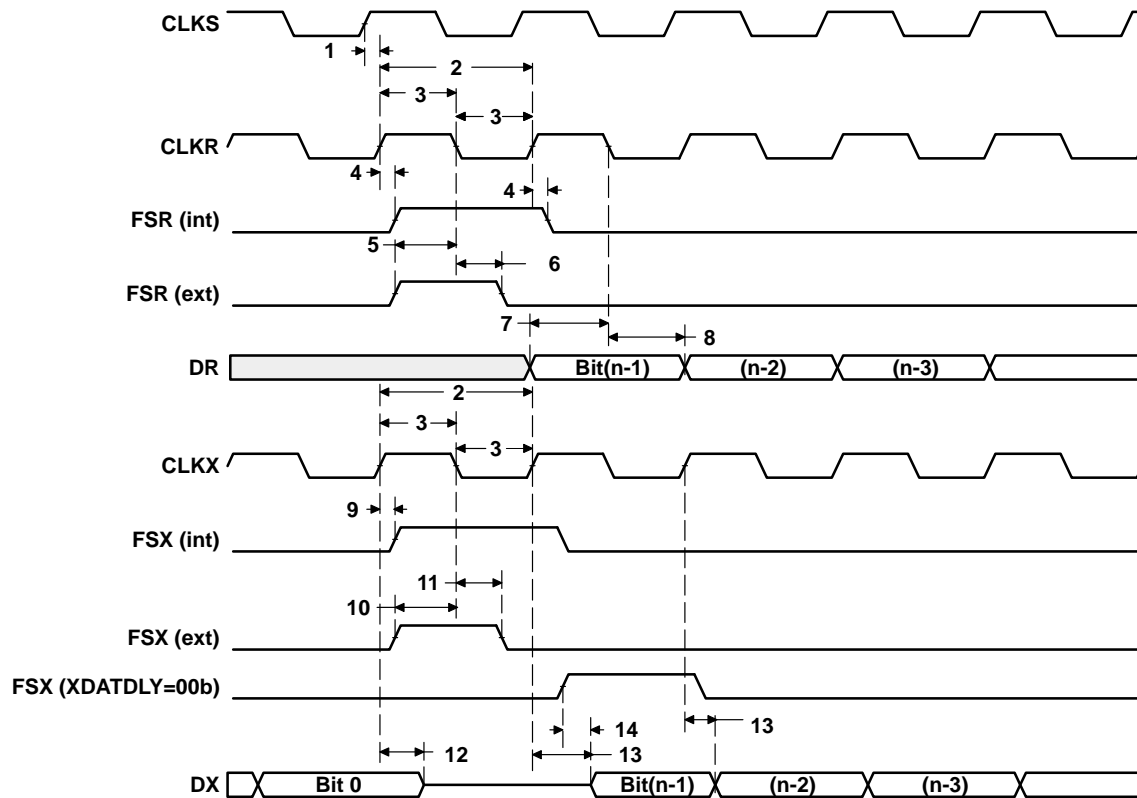 CLKS
1
2
3
3
CLKR
4
4
FSR (int)
5
6
FSR (ext)
7
8
DR Bit(n-1) (n-2) (n-3)
2
3
3
CLKX
9
FSX (int)
11
10
FSX (ext)
FSX (XDATDLY=00b)
14
13
12
13
DX Bit 0 Bit(n-1) (n-2) (n-3)